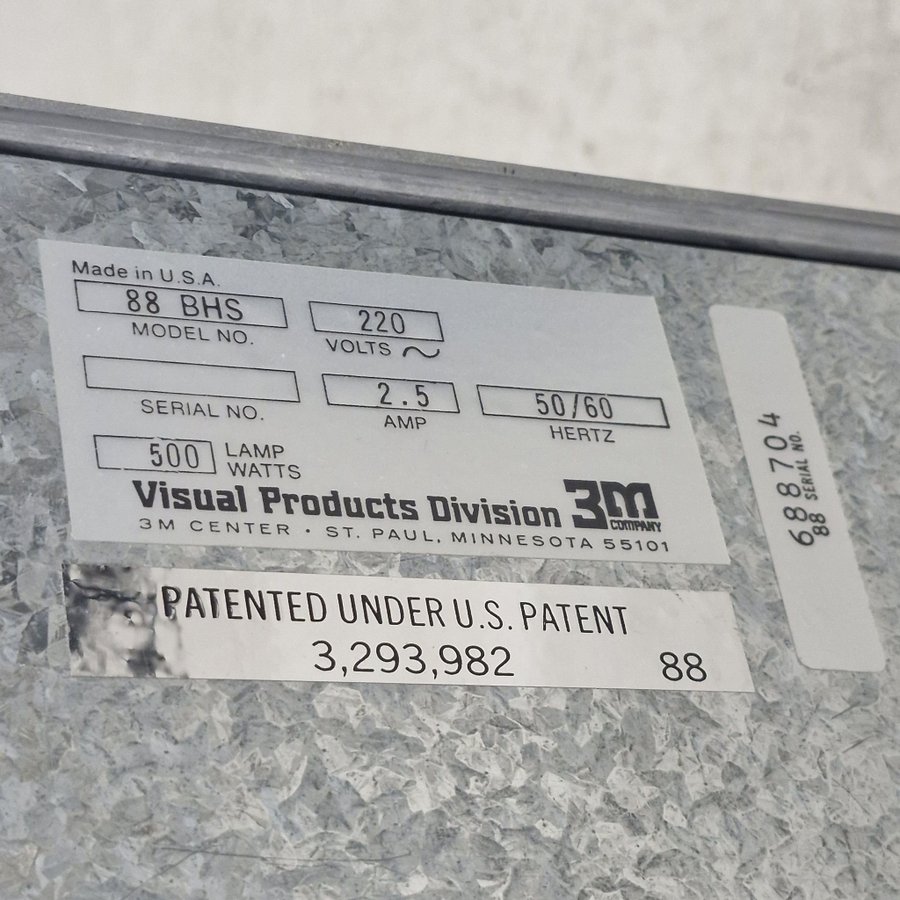 Made in U.S.A.
88 BHS
MODEL NO.
220
VOLTS ~
SERIAL NO.
2.5
AMP
50/60
HERTZ
500
LAMP
WATTS
Visual Products Division 3M
COMPANY
3M CENTER · ST. PAUL, MINNESOTA 55101
PATENTED UNDER U.S. PATENT
3,293,982 88
688704
88 SERIAL NO.